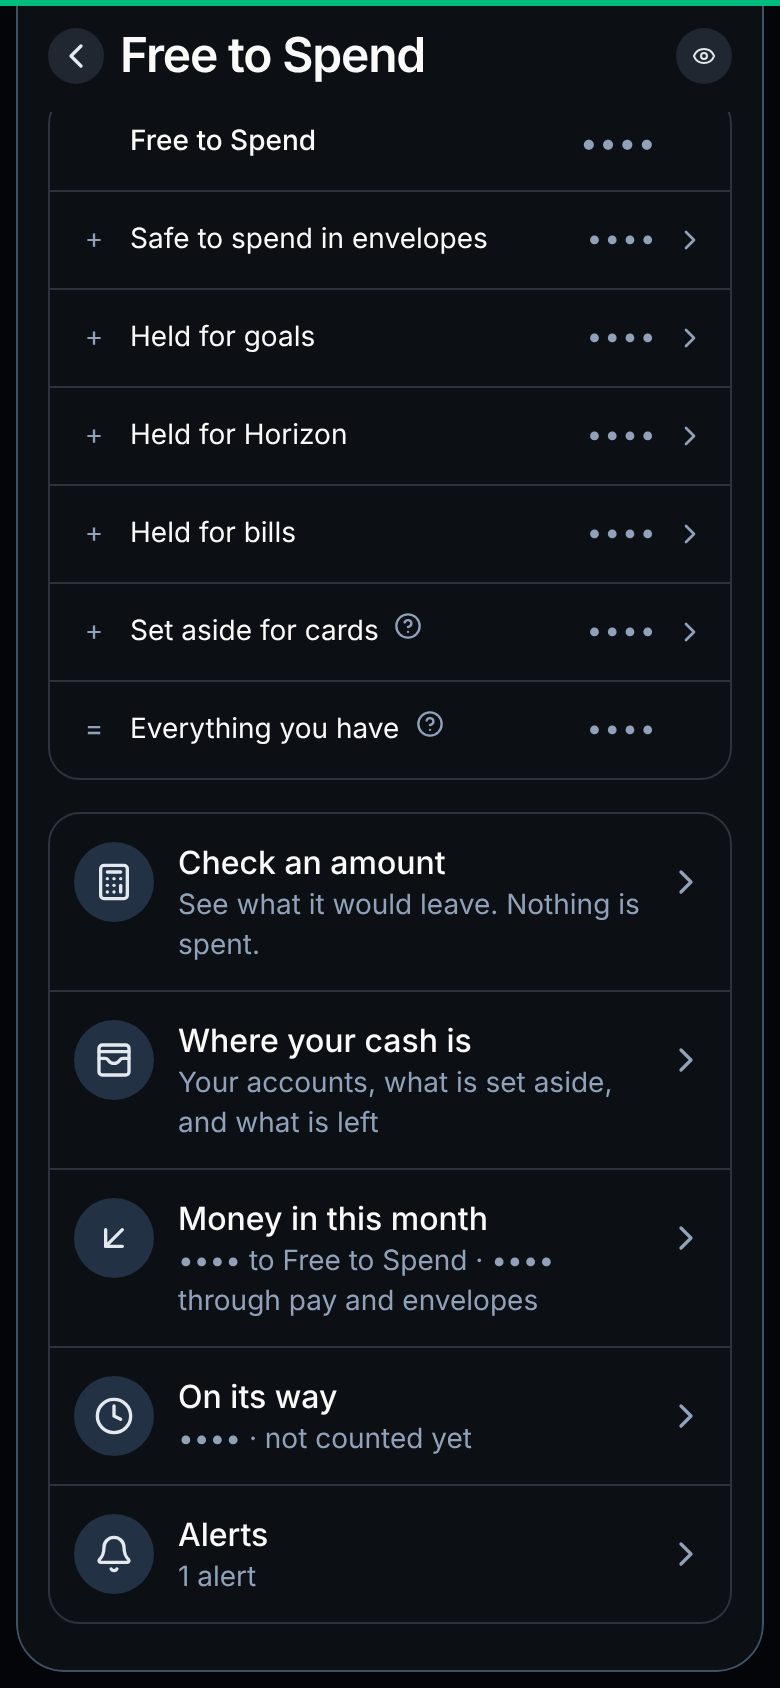 Free to Spend
Free to Spend ••••
+ Safe to spend in envelopes ••••
+ Held for goals ••••
+ Held for Horizon ••••
+ Held for bills ••••
+ Set aside for cards ? ••••
= Everything you have ? ••••
Check an amount
See what it would leave. Nothing is
spent.
Where your cash is
Your accounts, what is set aside,
and what is left
Money in this month
•••• to Free to Spend · ••••
through pay and envelopes
On its way
•••• · not counted yet
Alerts
1 alert